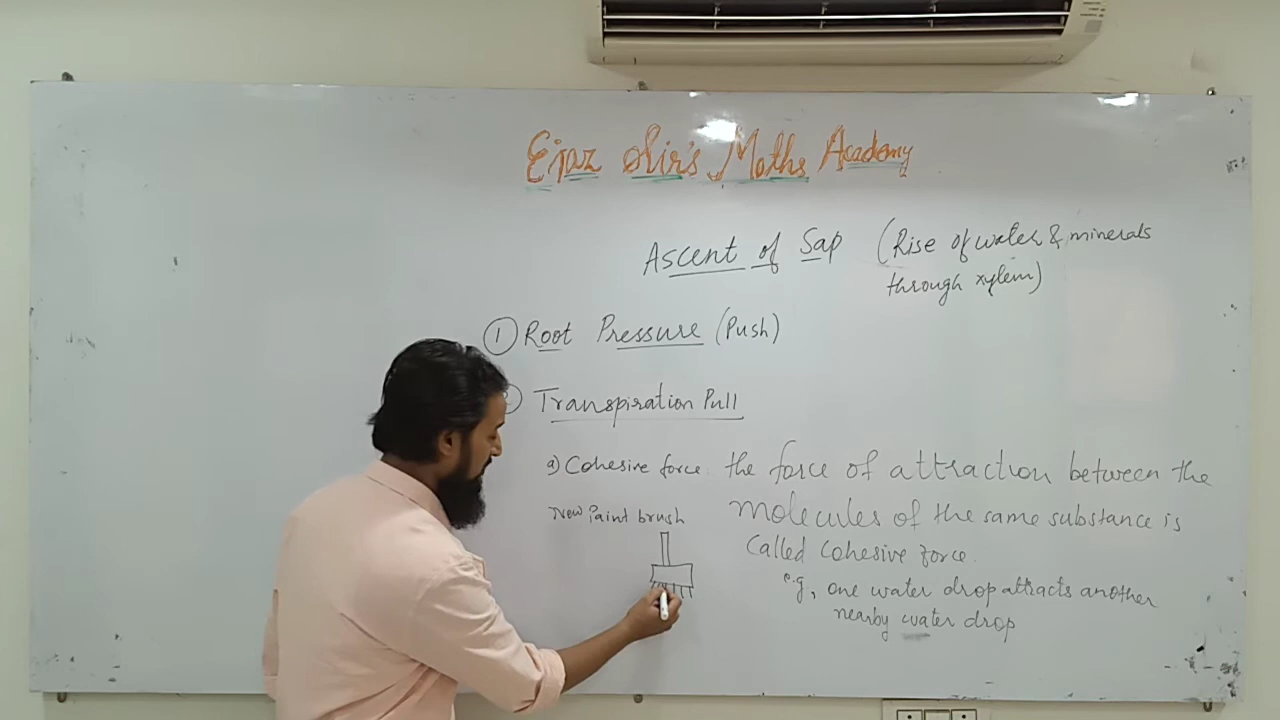 Ejaz Sir's Maths Academy
Ascent of Sap (Rise of water & minerals
through xylem)
1 Root Pressure (Push)
Transpiration Pull
a) Cohesive force. the force of attraction between the
molecules of the same substance is
called Cohesive force.
New Paint brush
e.g, one water drop attracts another
nearby water drop